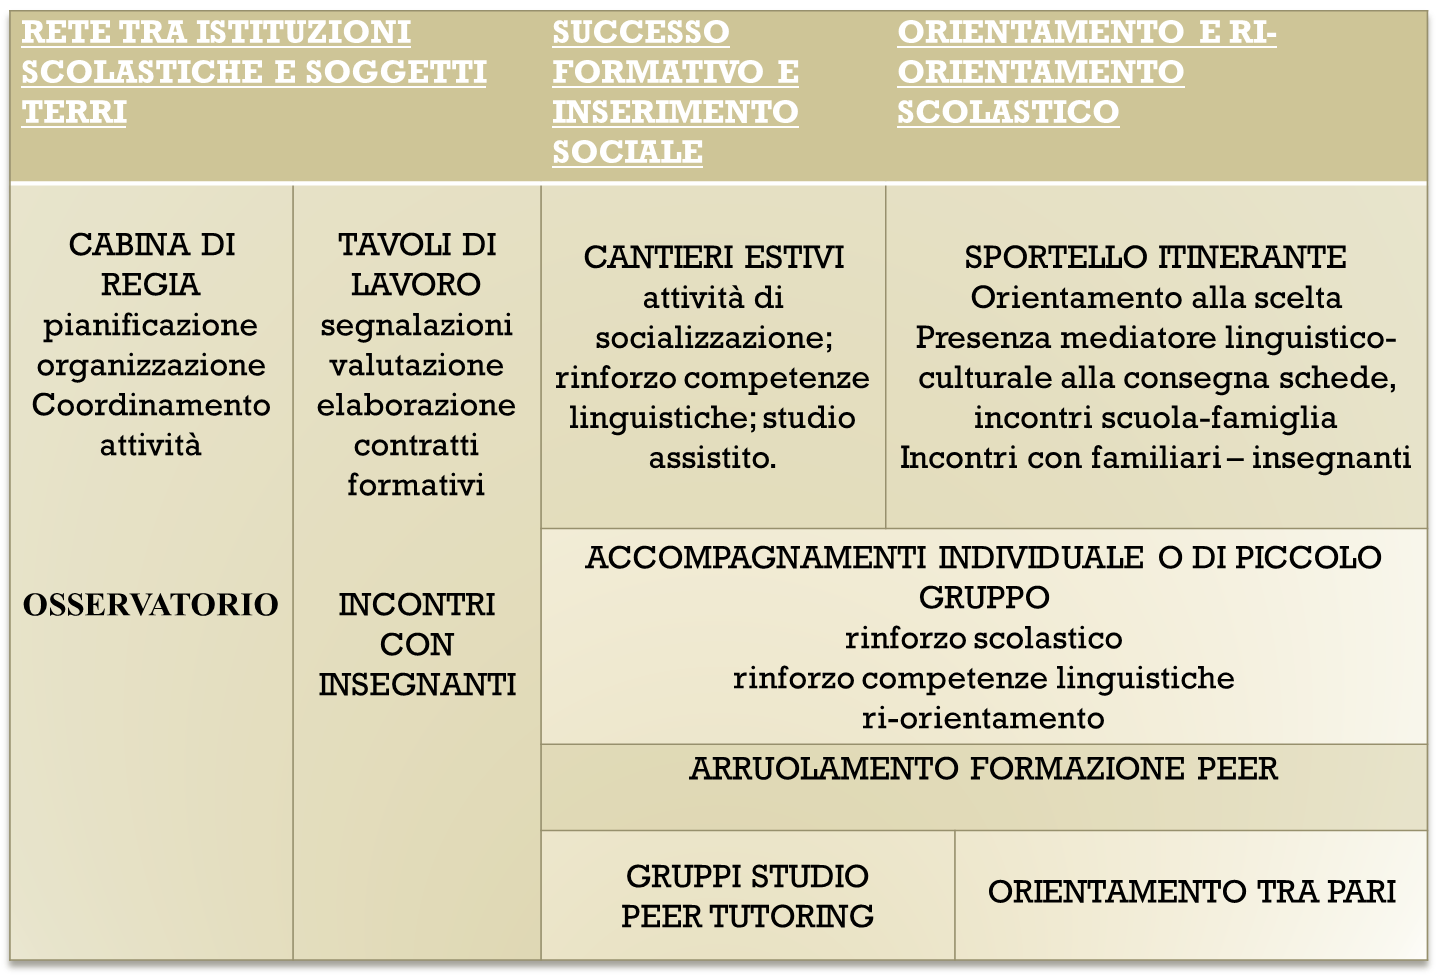 RETE TRA ISTITUZIONI
SCOLASTICHE E SOGGETTI
TERRI
SUCCESSO
FORMATIVO E
INSERIMENTO
SOCIALE
ORIENTAMENTO E RI-
ORIENTAMENTO
SCOLASTICO
CABINA DI
REGIA
pianificazione
organizzazione
Coordinamento
attività
OSSERVATORIO
TAVOLI DI
LAVORO
segnalazioni
valutazione
elaborazione
contratti
formativi
INCONTRI
CON
INSEGNANTI
CANTIERI ESTIVI
attività di
socializzazione;
rinforzo competenze
linguistiche; studio
assistito.
SPORTELLO ITINERANTE
Orientamento alla scelta
Presenza mediatore linguistico-
culturale alla consegna schede,
incontri scuola-famiglia
Incontri con familiari – insegnanti
ACCOMPAGNAMENTI INDIVIDUALE O DI PICCOLO
GRUPPO
rinforzo scolastico
rinforzo competenze linguistiche
ri-orientamento
ARRUOLAMENTO FORMAZIONE PEER
GRUPPI STUDIO
PEER TUTORING
ORIENTAMENTO TRA PARI